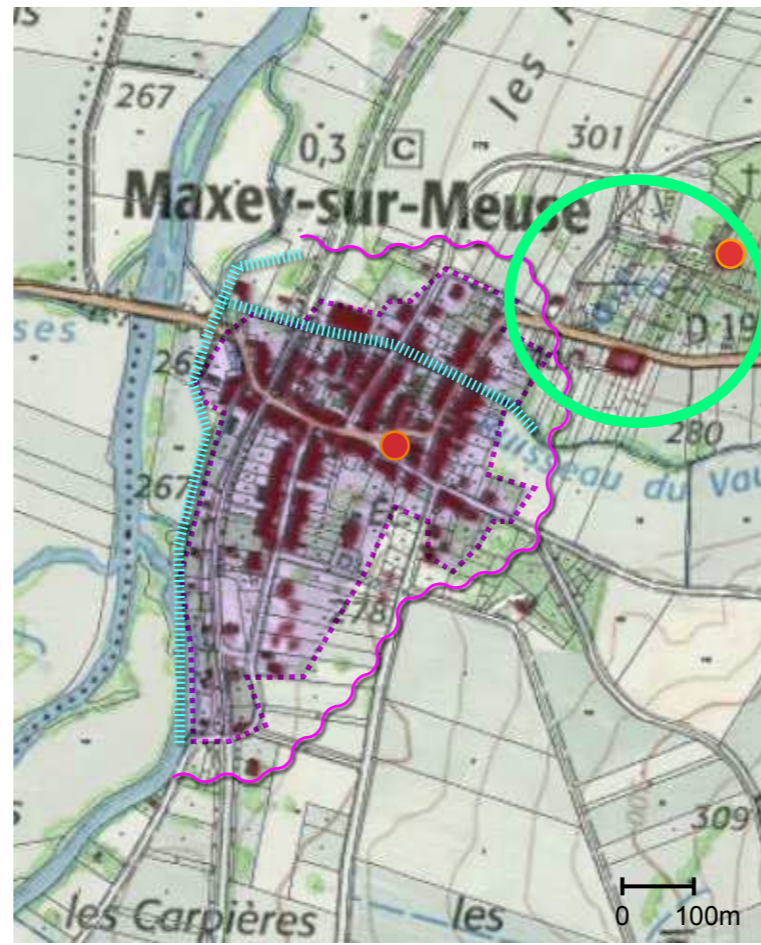 267
les
301
0,3 C
Maxey-sur-Meuse
D 19
ses
26
280
Ruisseau du Vau
267
78
309
les Carpières
les
0 100m